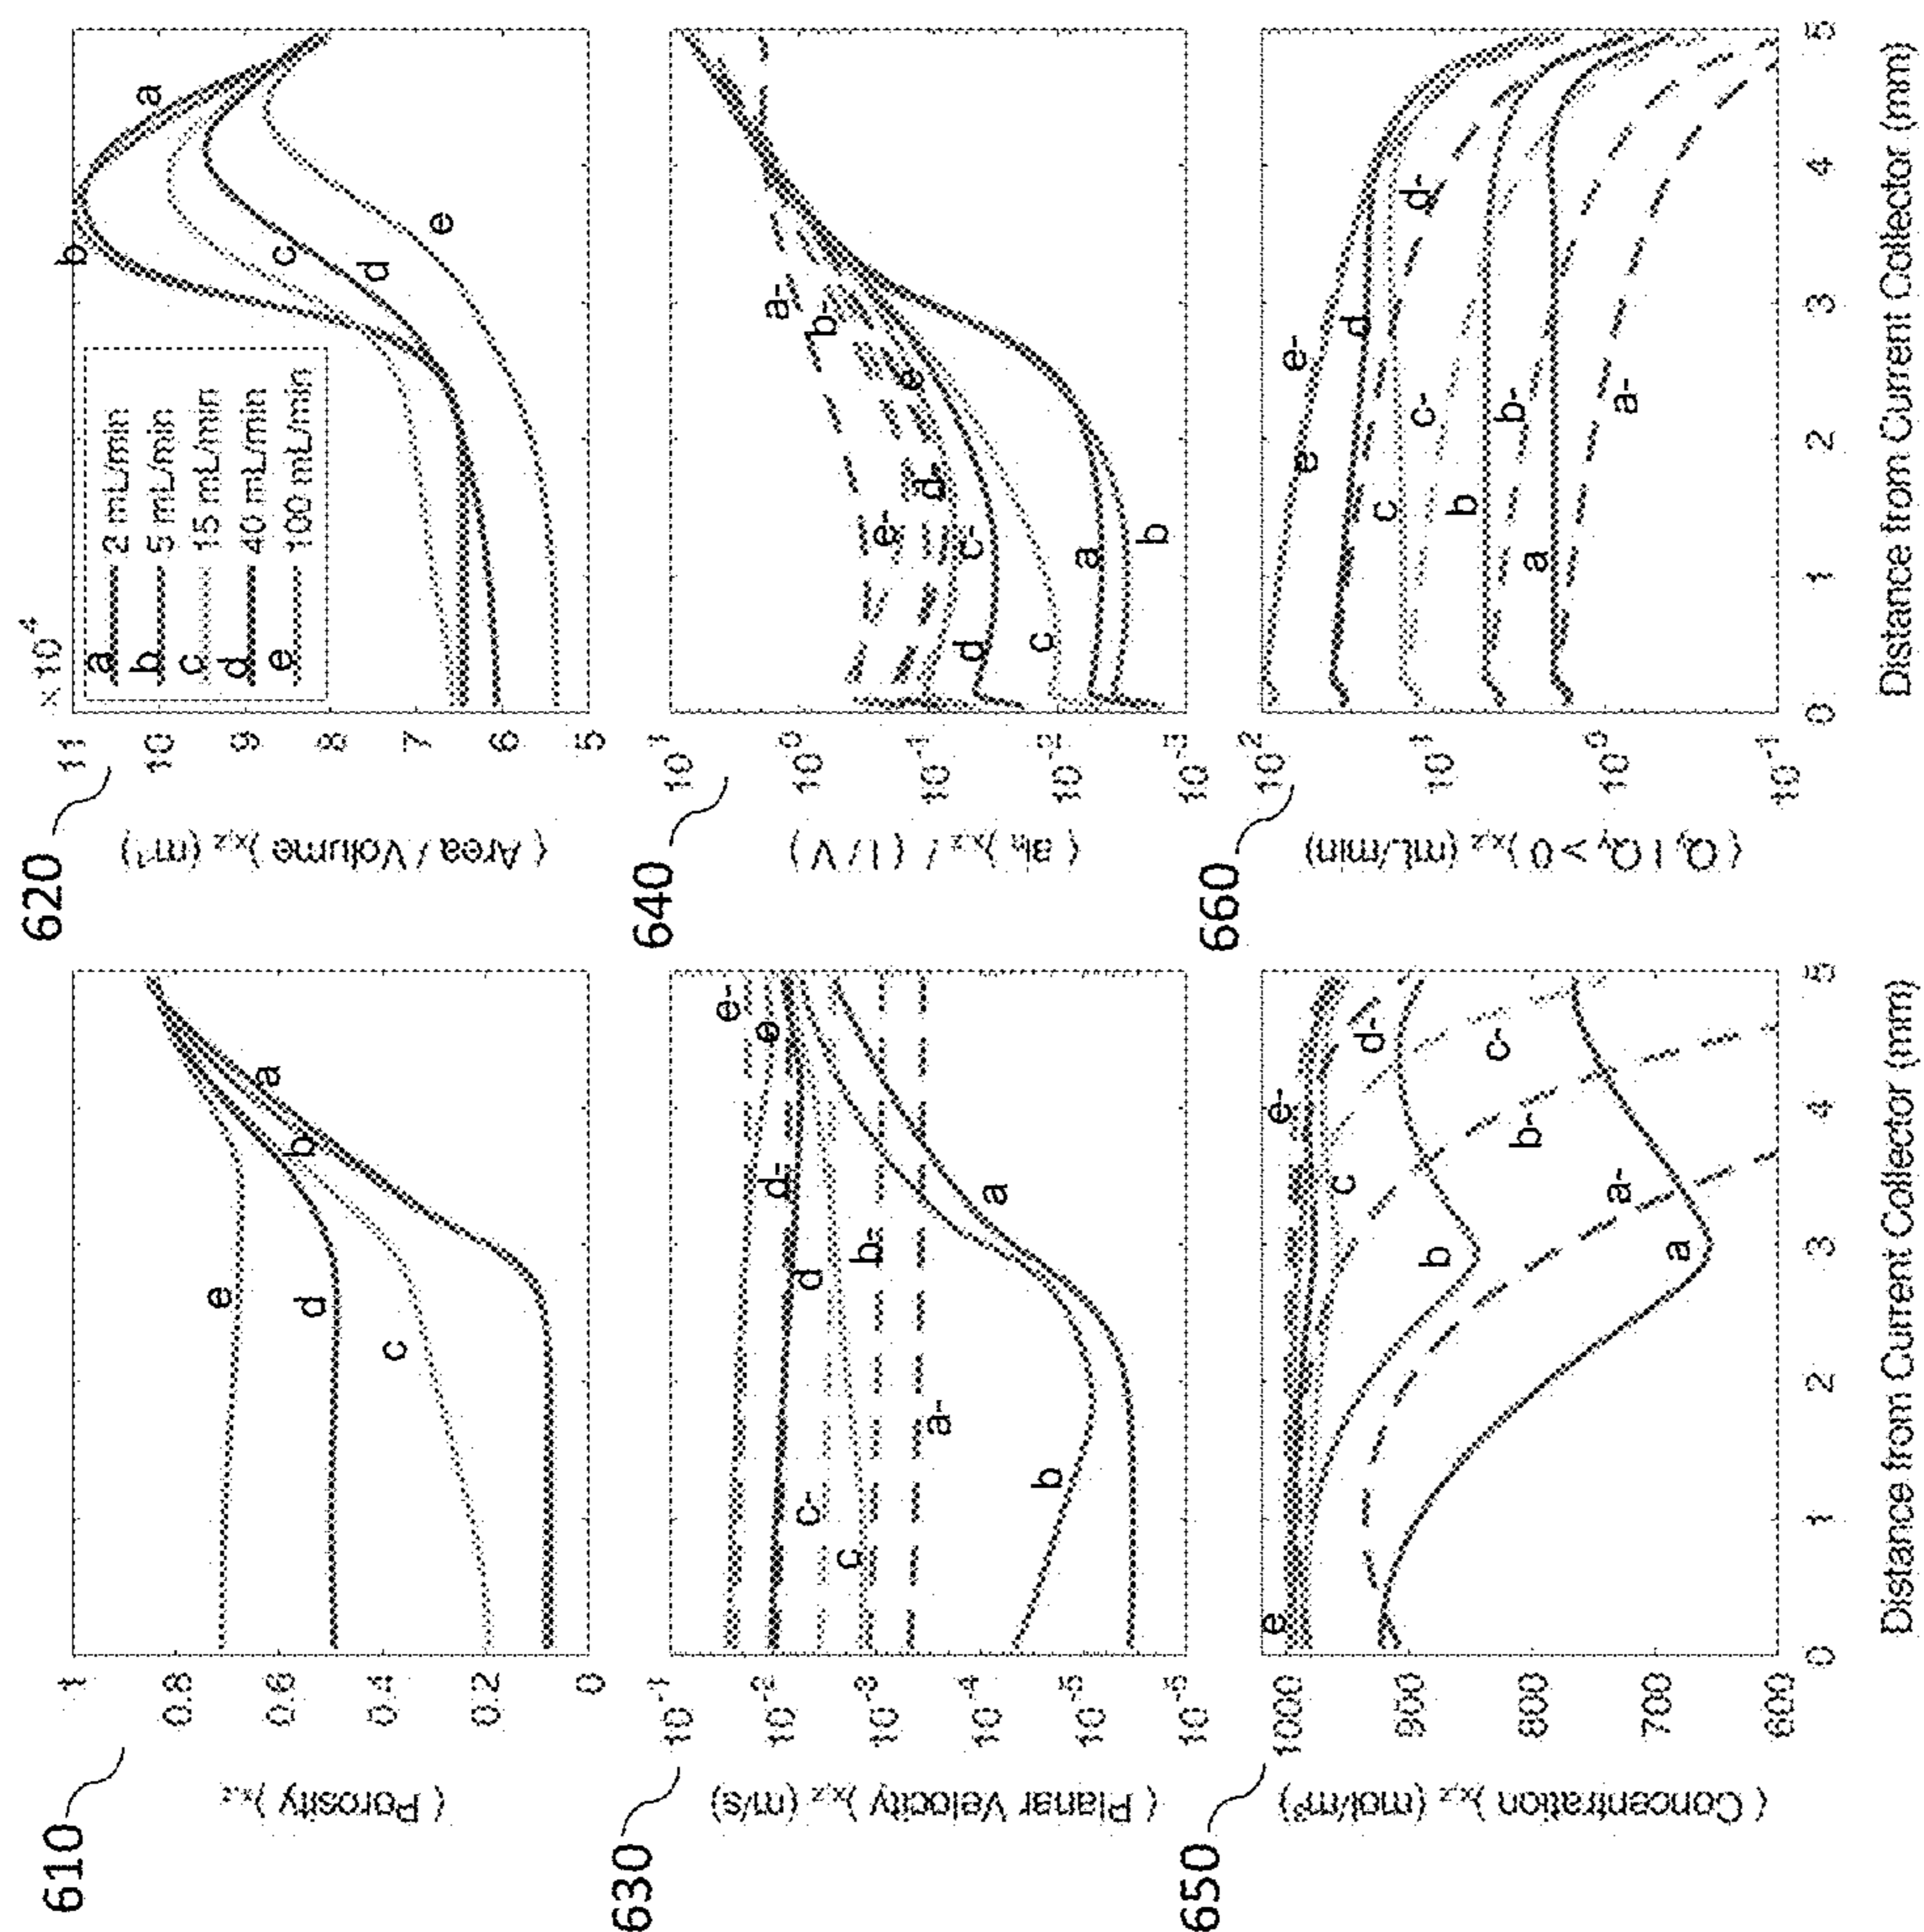 610
( Porosity )x,z
1
0.8
0.6
0.4
0.2
0
e
d
c
b
a
620
( Area / Volume )x,z (m⁻¹)
×10⁴
11
10
9
8
7
6
5
a 2 mL/min
b 5 mL/min
c 15 mL/min
d 40 mL/min
e 100 mL/min
b
a
c
d
e
630
( Planar Velocity )x,z (m/s)
10⁻¹
10⁻²
10⁻³
10⁻⁴
10⁻⁵
e-
e
d-
d
c-
c
b-
a-
b
a
640
( aiₙ )x,z / ( I / V )
10¹
10⁰
10⁻¹
10⁻²
10⁻³
a-
b-
e
d
e-
c-
d
c
a
b
650
( Concentration )x,z (mol/m³)
1000
900
800
700
600
e
e-
d-
c
c-
b-
b
a-
a
0
1
2
3
4
5
Distance from Current Collector (mm)
660
( Qy | Qy > 0 )x,z (mL/min)
10²
10¹
10⁰
10⁻¹
e-
e
d
d-
c
c-
b
b-
a
a-
0
1
2
3
4
5
Distance from Current Collector (mm)